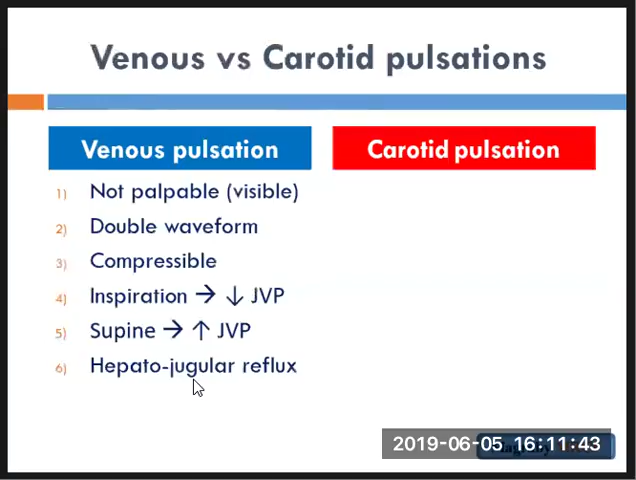 Venous vs Carotid pulsations
Venous pulsation
Carotid pulsation
1) Not palpable (visible)
2) Double waveform
3) Compressible
4) Inspiration → ↓ JVP
5) Supine → ↑ JVP
6) Hepato-jugular reflux
2019-06-05 16:11:43